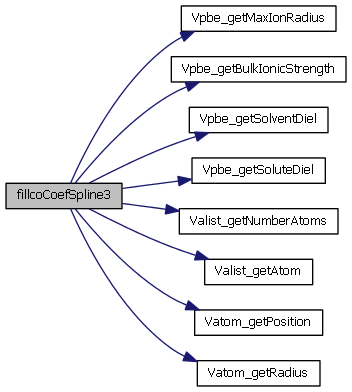 Vpbe_getMaxIonRadius
Vpbe_getBulkIonicStrength
Vpbe_getSolventDiel
Vpbe_getSoluteDiel
fillcoCoefSpline3
Valist_getNumberAtoms
Valist_getAtom
Vatom_getPosition
Vatom_getRadius